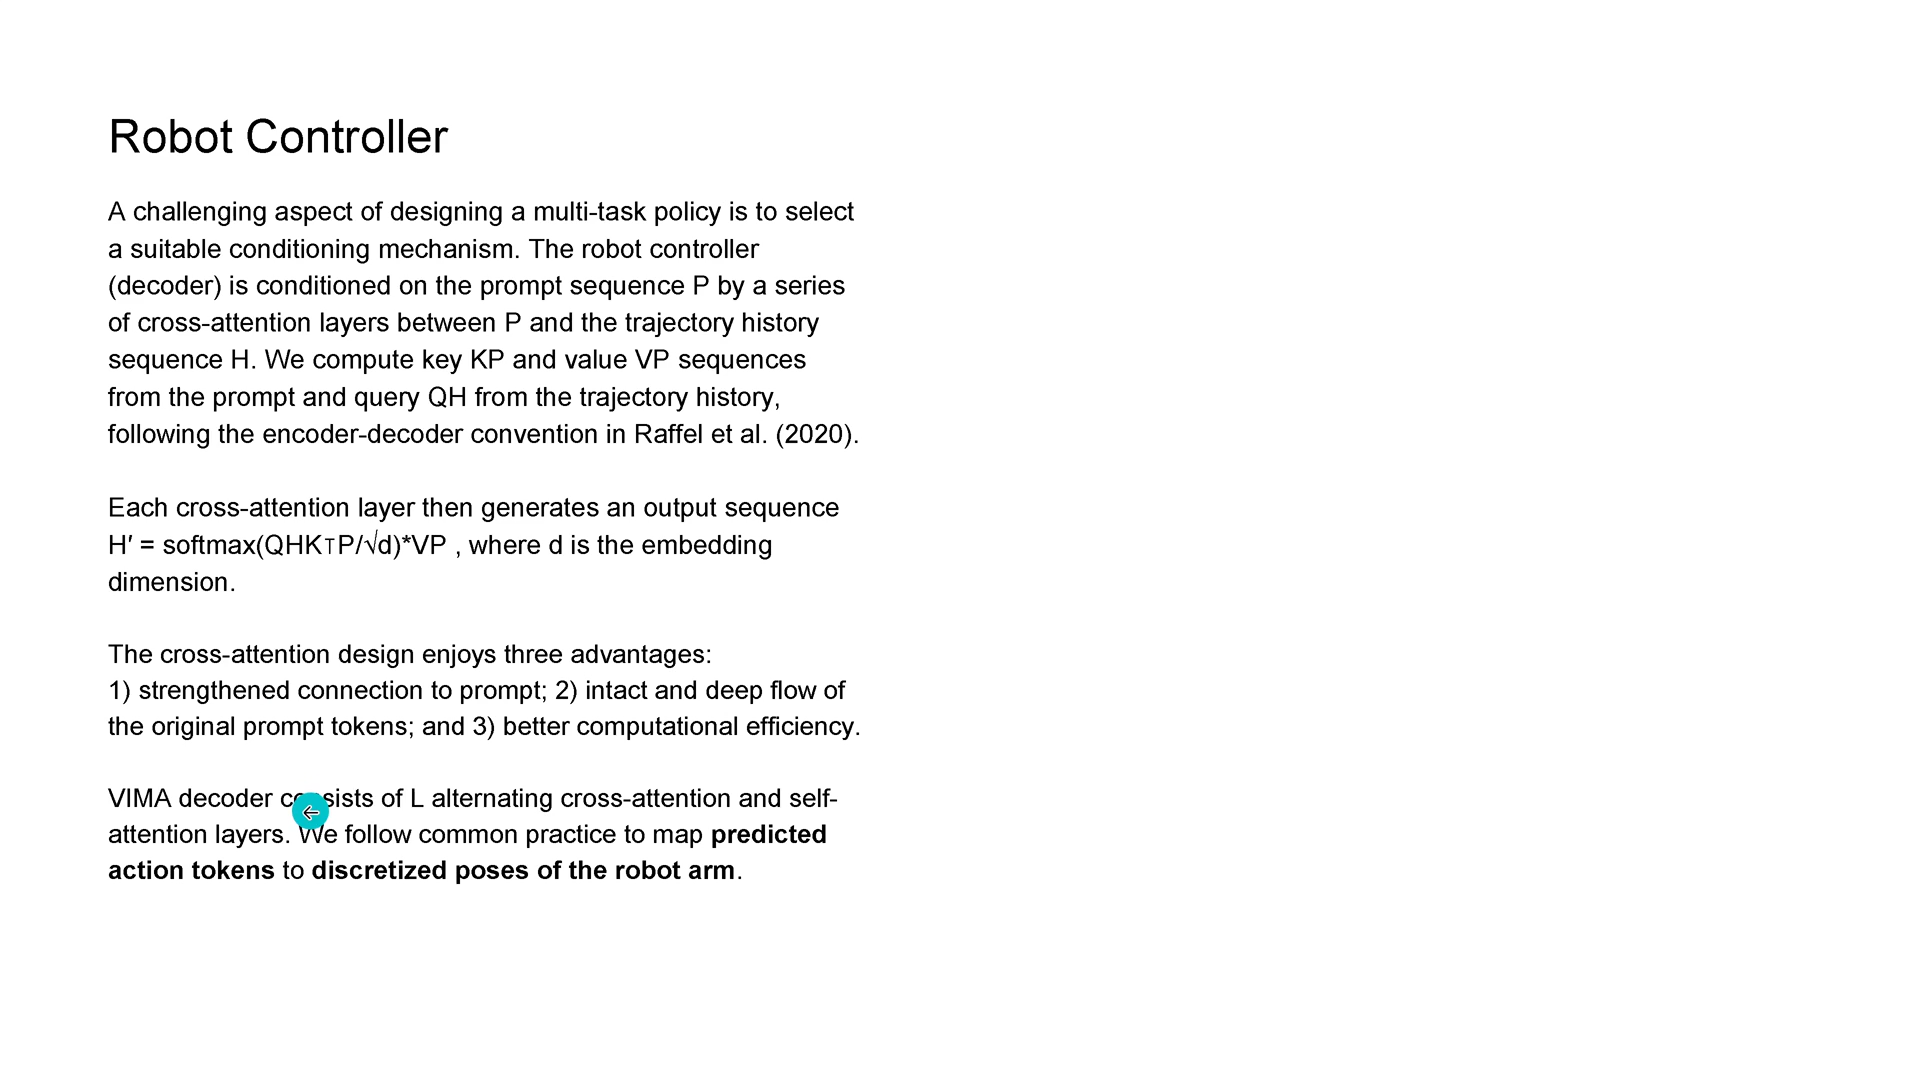 Robot Controller
A challenging aspect of designing a multi-task policy is to select
a suitable conditioning mechanism. The robot controller
(decoder) is conditioned on the prompt sequence P by a series
of cross-attention layers between P and the trajectory history
sequence H. We compute key KP and value VP sequences
from the prompt and query QH from the trajectory history,
following the encoder-decoder convention in Raffel et al. (2020).
Each cross-attention layer then generates an output sequence
H′ = softmax(QHK⊤P/√d)*VP , where d is the embedding
dimension.
The cross-attention design enjoys three advantages:
1) strengthened connection to prompt; 2) intact and deep flow of
the original prompt tokens; and 3) better computational efficiency.
VIMA decoder consists of L alternating cross-attention and self-
attention layers. We follow common practice to map predicted
action tokens to discretized poses of the robot arm.